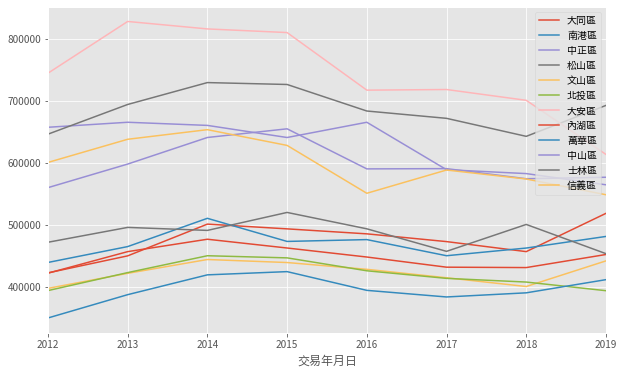 800000
700000
600000
500000
400000
2012 2013 2014 2015 2016 2017 2018 2019
交易年月日
大同區
南港區
中正區
松山區
文山區
北投區
大安區
內湖區
萬華區
中山區
士林區
信義區